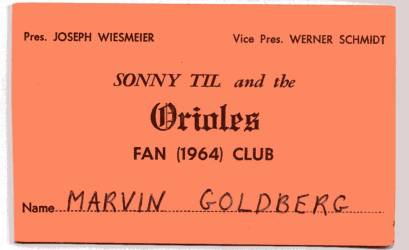 Pres. JOSEPH WIESMEIER Vice Pres. WERNER SCHMIDT
SONNY TIL and the
Orioles
FAN (1964) CLUB
Name MARVIN GOLDBERG